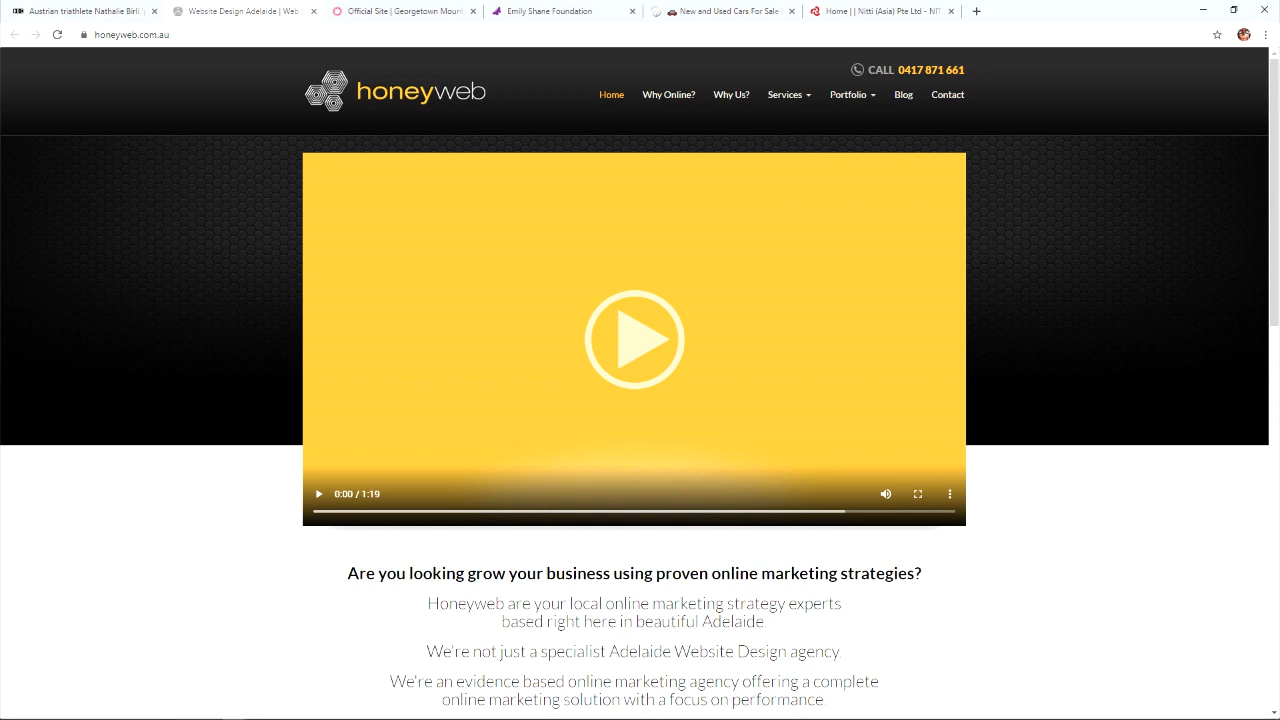 Austrian triathlete Nathalie Birli
Website Design Adelaide | Web
Official Site | Georgetown Mount
Emily Shane Foundation
New and Used Cars For Sale
Home | | Nitti (Asia) Pte Ltd - NIT
honeyweb.com.au
CALL 0417 871 661
honeyweb
Home Why Online? Why Us? Services Portfolio Blog Contact
0:00 / 1:19
Are you looking grow your business using proven online marketing strategies?
Honeyweb are your local online marketing strategy experts
based right here in beautiful Adelaide.
We're not just a specialist Adelaide Website Design agency.
We're an evidence based online marketing agency offering a complete
online marketing solution with a focus on performance.